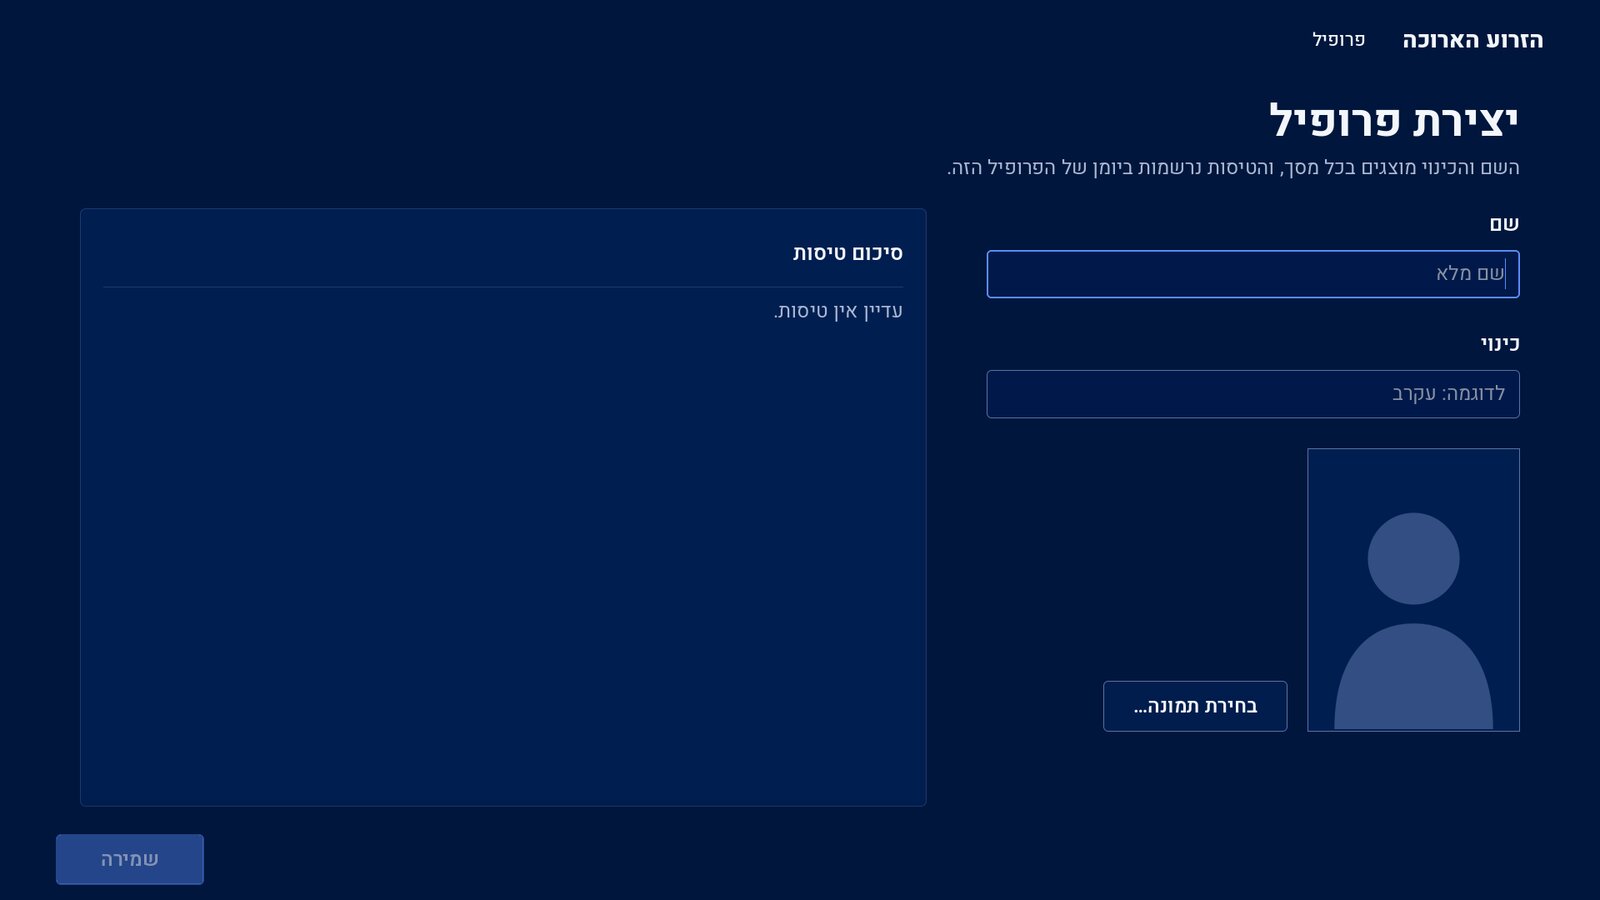 הזרוע הארוכה
פרופיל
יצירת פרופיל
השם והכינוי מוצגים בכל מסך, והטיסות נרשמות ביומן של הפרופיל הזה.
שם
שם מלא
כינוי
לדוגמה: עקרב
בחירת תמונה...
סיכום טיסות
עדיין אין טיסות.
שמירה